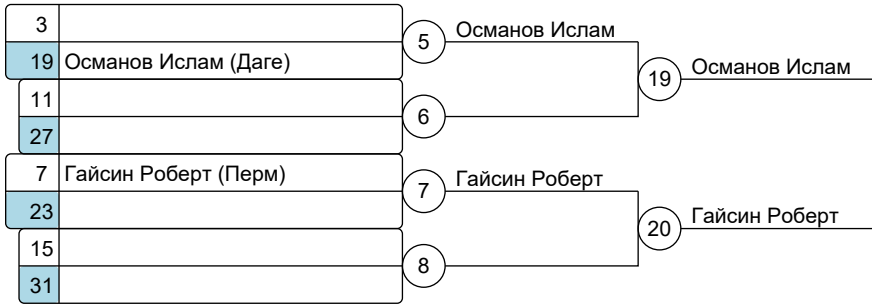 3
19 Османов Ислам (Даге)
11
27
7 Гайсин Роберт (Перм)
23
15
31
5 Османов Ислам
6
7 Гайсин Роберт
8
19 Османов Ислам
20 Гайсин Роберт